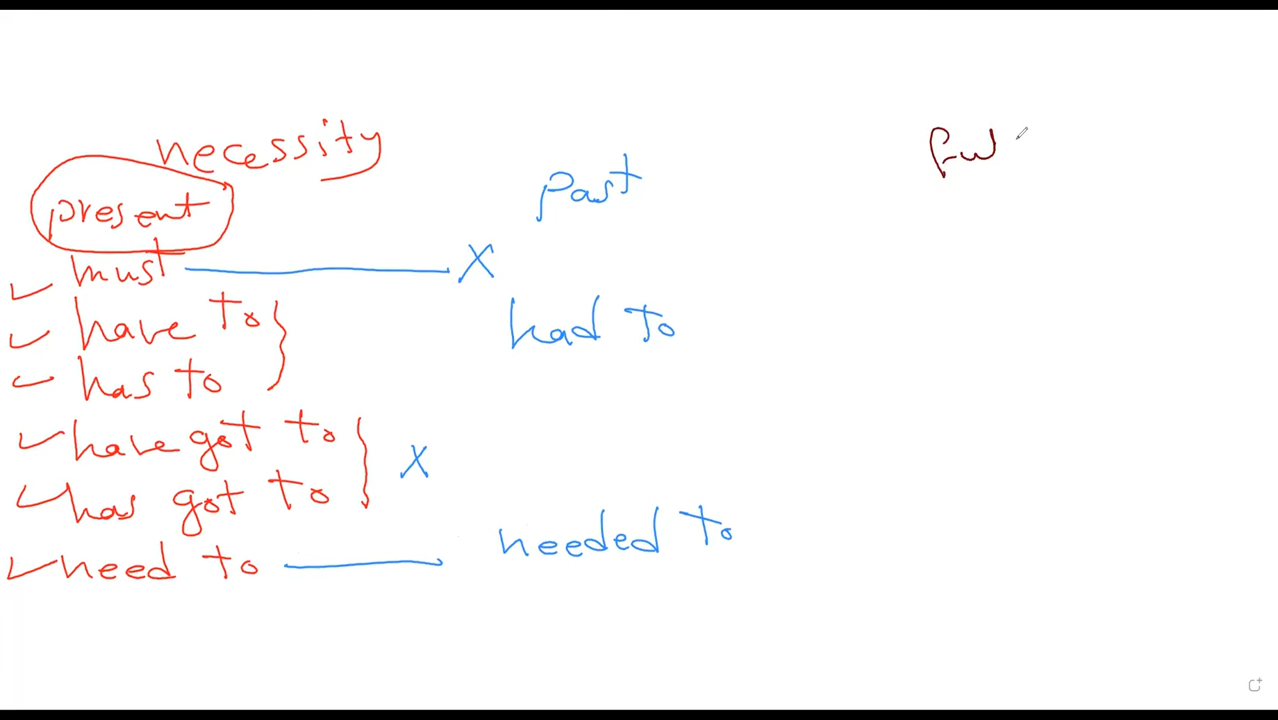 necessity
present
Past
Fu
must X
have to
had to
has to
have got to
X
has got to
needed to
need to